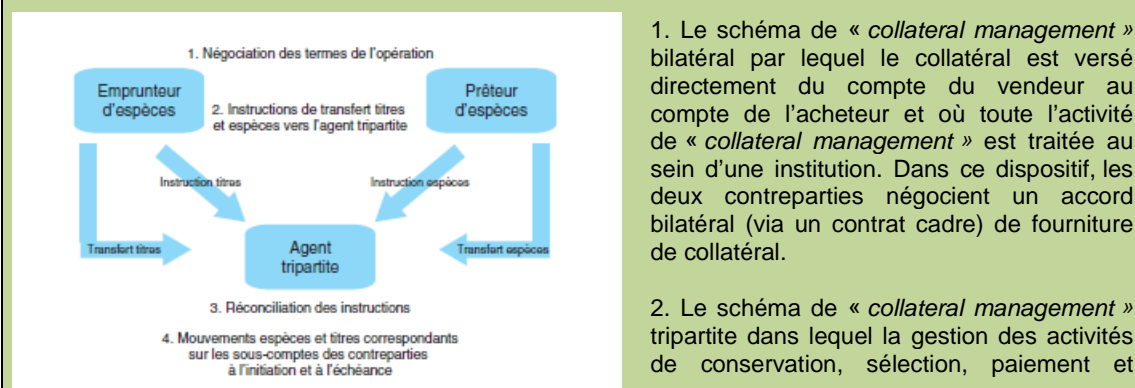 1. Négociation des termes de l'opération
Emprunteur
d'espèces
Prêteur
d'espèces
2. Instructions de transfert titres
et espèces vers l'agent tripartite
Instruction titres
Instruction espèces
Transfert titres
Agent
tripartite
Transfert espèces
3. Réconciliation des instructions
4. Mouvements espèces et titres correspondants
sur les sous-comptes des contreparties
à l'initiation et à l'échéance
1. Le schéma de « collateral management »
bilatéral par lequel le collatéral est versé
directement du compte du vendeur au
compte de l'acheteur et où toute l'activité
de « collateral management » est traitée au
sein d'une institution. Dans ce dispositif, les
deux contreparties négocient un accord
bilatéral (via un contrat cadre) de fourniture
de collatéral.
2. Le schéma de « collateral management »
tripartite dans lequel la gestion des activités
de conservation, sélection, paiement et